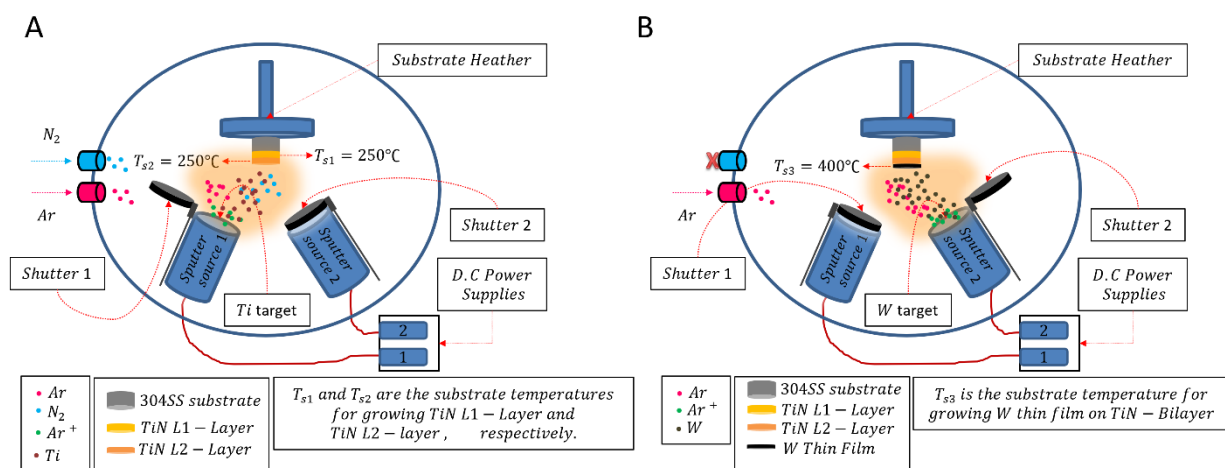 A
Substrate Heather
N₂
Tₛ₂ = 250℃
Tₛ₁ = 250℃
Ar
Shutter 2
Sputter source 1
Sputter source 2
Shutter 1
D.C Power
Supplies
Ti target
2
1
Ar
N₂
Ar⁺
Ti
304SS substrate
TiN L1 − Layer
TiN L2 − Layer
Tₛ₁ and Tₛ₂ are the substrate temperatures
for growing TiN L1 − Layer and
TiN L2 − layer , respectively.
B
Substrate Heather
X
Tₛ₃ = 400℃
Ar
Shutter 2
Sputter source 1
Sputter source 2
Shutter 1
D.C Power
Supplies
W target
2
1
Ar
Ar⁺
W
304SS substrate
TiN L1 − Layer
TiN L2 − Layer
W Thin Film
Tₛ₃ is the substrate temperature for
growing W thin film on TiN − Bilayer